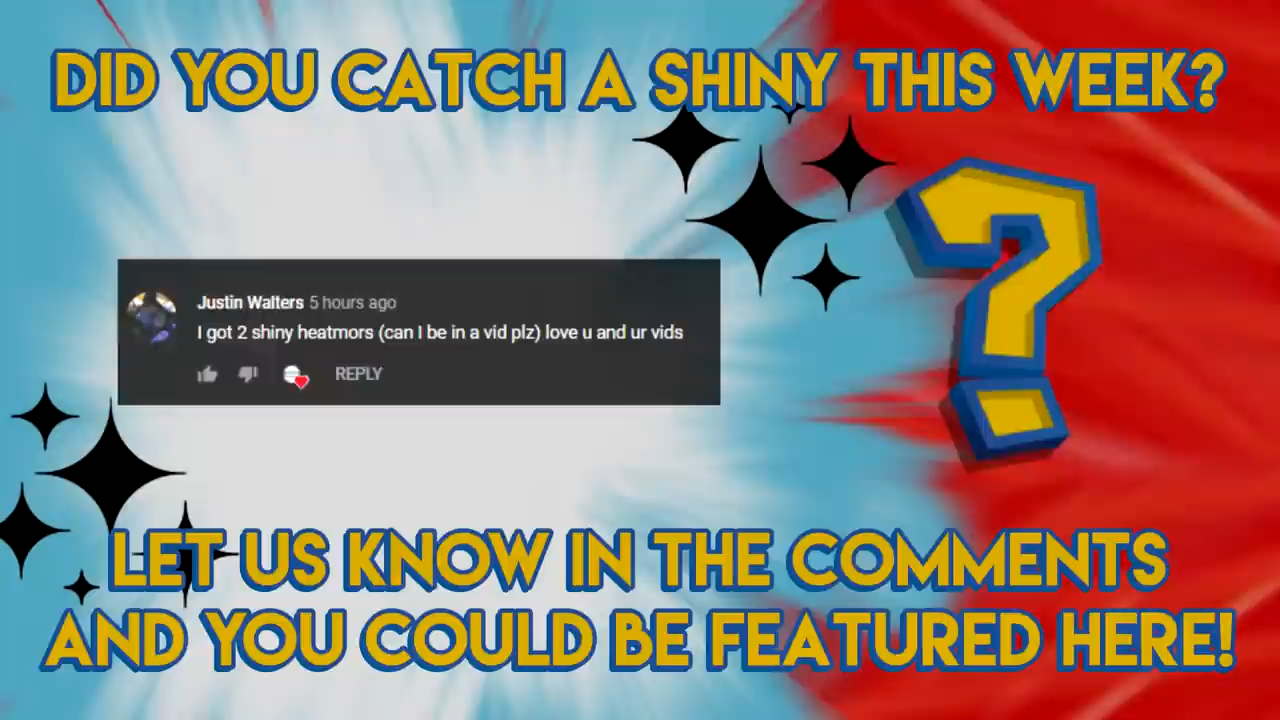 DID YOU CATCH A SHINY THIS WEEK?
?
Justin Walters 5 hours ago
I got 2 shiny heatmors (can I be in a vid plz) love u and ur vids
REPLY
LET US KNOW IN THE COMMENTS
AND YOU COULD BE FEATURED HERE!